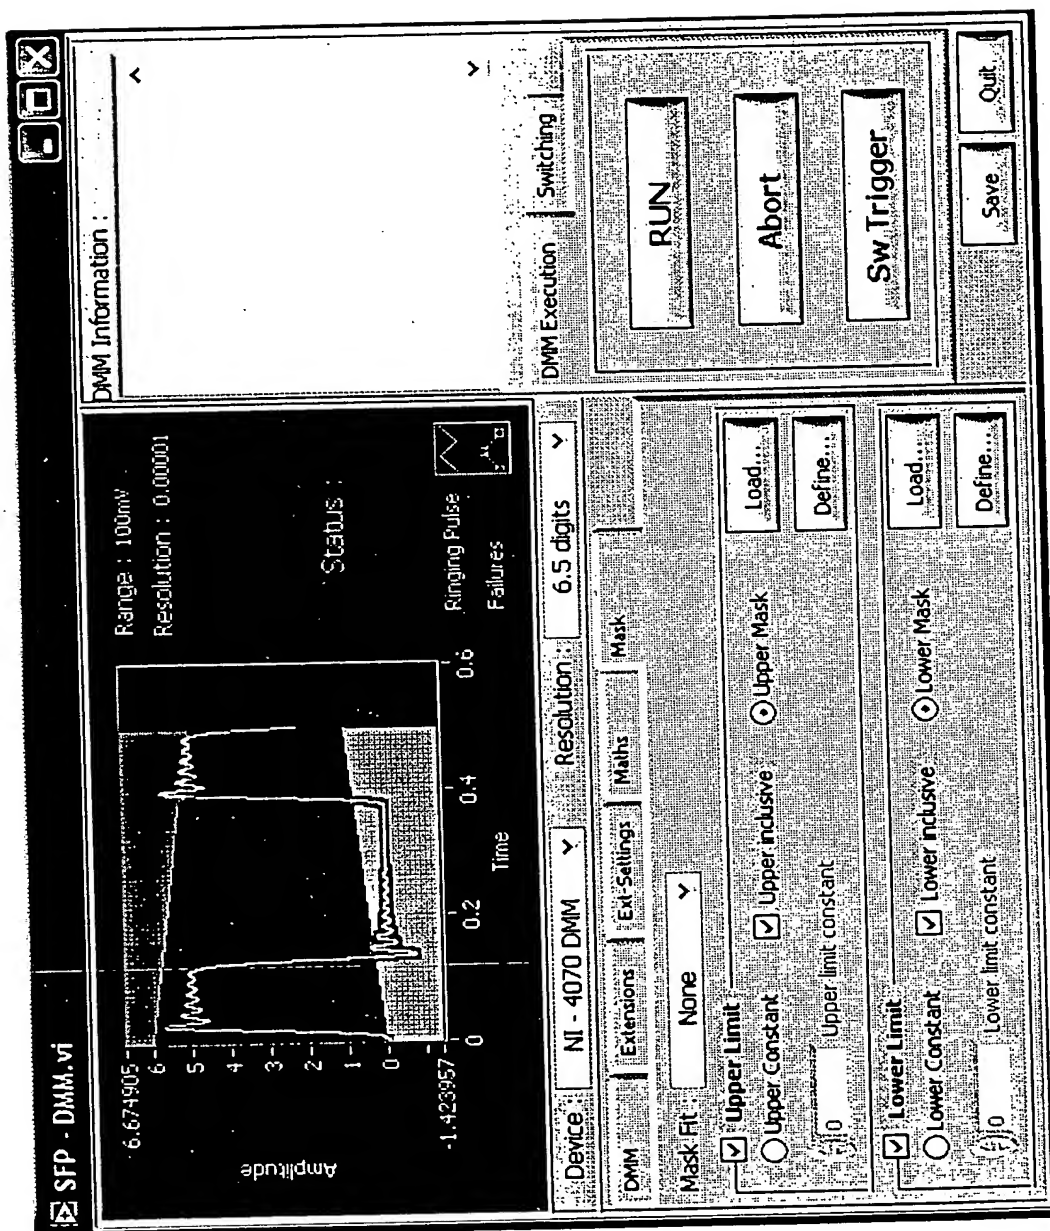 SFP - DMM.vi
6.674905
6
5
4
3
2
1
0
-1.423957
Amplitude
0
0.2
0.4
0.6
Time
Range : 100mV
Resolution : 0.00001
Status :
Ringing Pulse
Failures
DMM Information :
Device :
NI - 4070 DMM
Resolution :
6.5 digits
DMM
Extensions
Ext-Settings
Maths
Mask
Mask Fit :
None
Upper Limit
Upper Constant
Upper inclusive
Upper Mask
Load...
0
Upper limit constant
Define...
Lower Limit
Lower Constant
Lower inclusive
Lower Mask
Load...
0
Lower limit constant
Define...
DMM Execution
Switching
RUN
Abort
Sw Trigger
Save
Quit